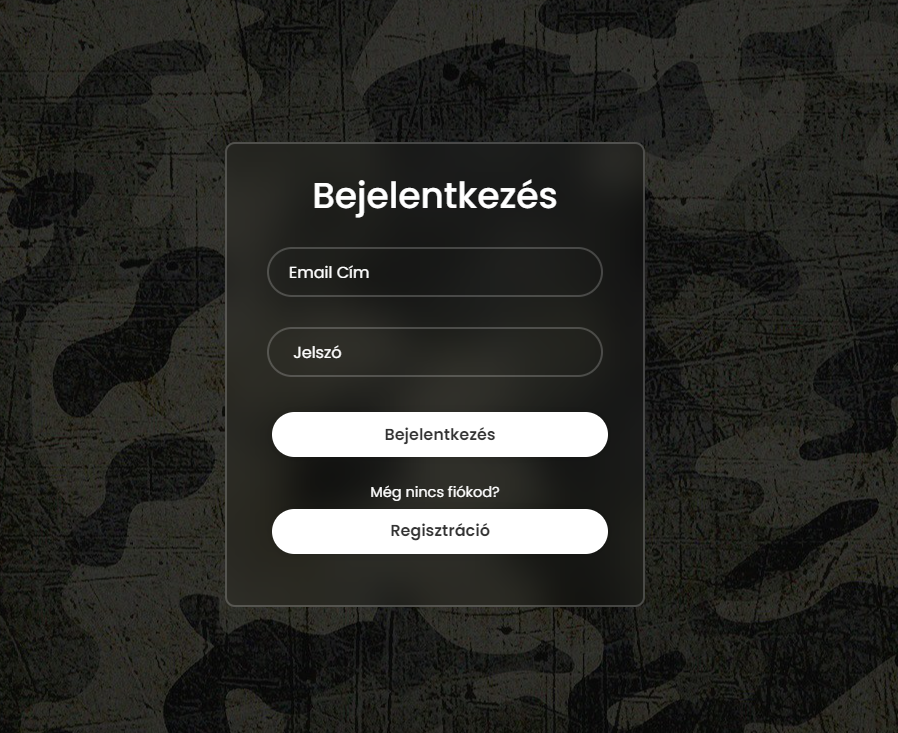 Bejelentkezés
Email Cím
Jelszó
Bejelentkezés
Még nincs fiókod?
Regisztráció